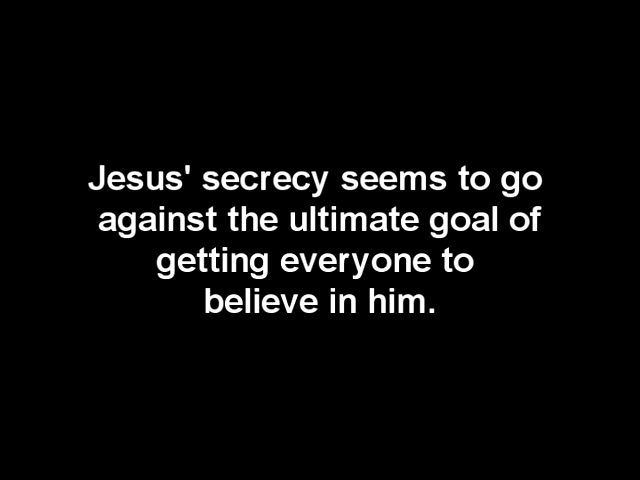 Jesus' secrecy seems to go
against the ultimate goal of
getting everyone to
believe in him.